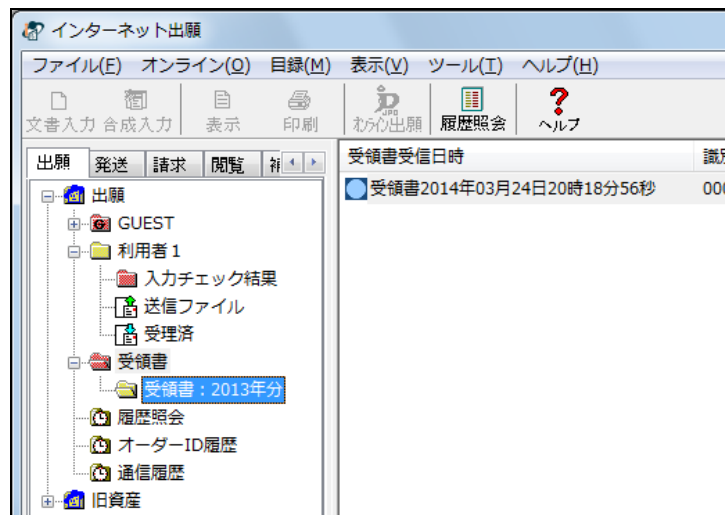 インターネット出願
ファイル(F) オンライン(O) 目録(M) 表示(V) ツール(T) ヘルプ(H)
文書入力 合成入力 表示 印刷 オンライン出願 履歴照会 ヘルプ
出願 発送 請求 閲覧
受領書受信日時
受領書2014年03月24日20時18分56秒 000
出願
GUEST
利用者1
入力チェック結果
送信ファイル
受理済
受領書
受領書：2013年分
履歴照会
オーダーID履歴
通信履歴
旧資産